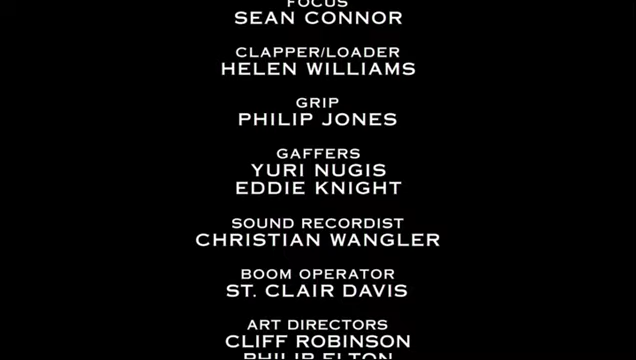 FOCUS
SEAN CONNOR
CLAPPER/LOADER
HELEN WILLIAMS
GRIP
PHILIP JONES
GAFFERS
YURI NUGIS
EDDIE KNIGHT
SOUND RECORDIST
CHRISTIAN WANGLER
BOOM OPERATOR
ST. CLAIR DAVIS
ART DIRECTORS
CLIFF ROBINSON
PHILIP ELTON